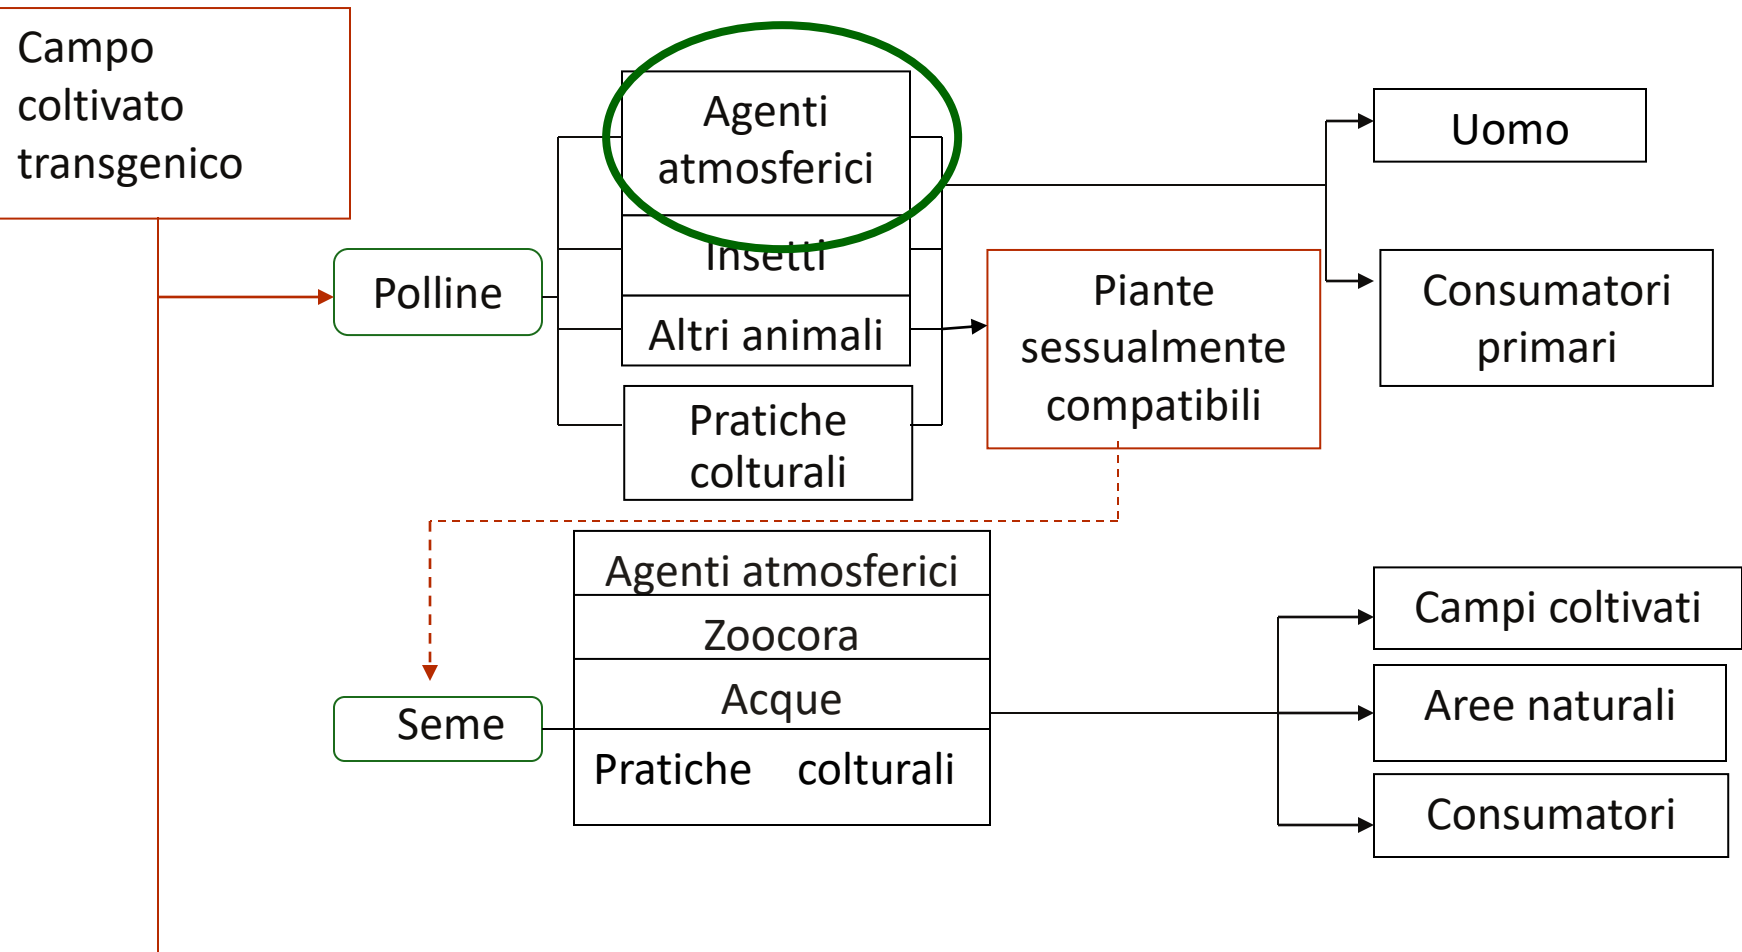 Campo
coltivato
transgenico
Agenti
atmosferici
Uomo
Insetti
Polline
Altri animali
Piante
sessualmente
compatibili
Consumatori
primari
Pratiche
colturali
Agenti atmosferici
Zoocora
Acque
Seme
Pratiche colturali
Campi coltivati
Aree naturali
Consumatori